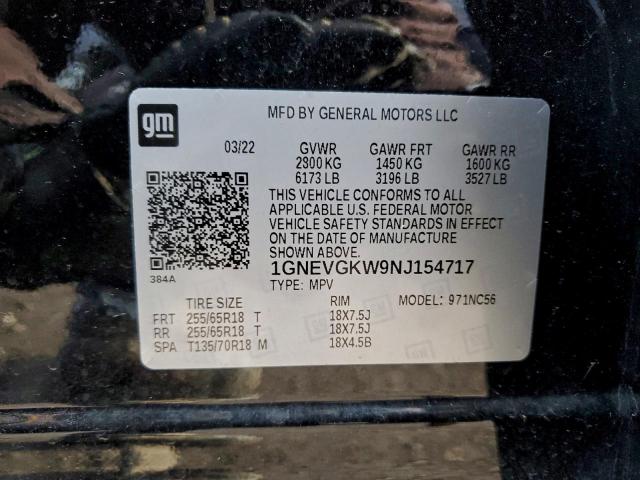 gm
MFD BY GENERAL MOTORS LLC
03/22 GVWR GAWR FRT GAWR RR
2800 KG 1450 KG 1600 KG
6173 LB 3196 LB 3527 LB
THIS VEHICLE CONFORMS TO ALL
APPLICABLE U.S. FEDERAL MOTOR
VEHICLE SAFETY STANDARDS IN EFFECT
ON THE DATE OF MANUFACTURE
SHOWN ABOVE.
384A
1GNEVGKW9NJ154717
TYPE: MPV
TIRE SIZE RIM MODEL: 971NC56
FRT 255/65R18 T 18X7.5J
RR 255/65R18 T 18X7.5J
SPA T135/70R18 M 18X4.5B